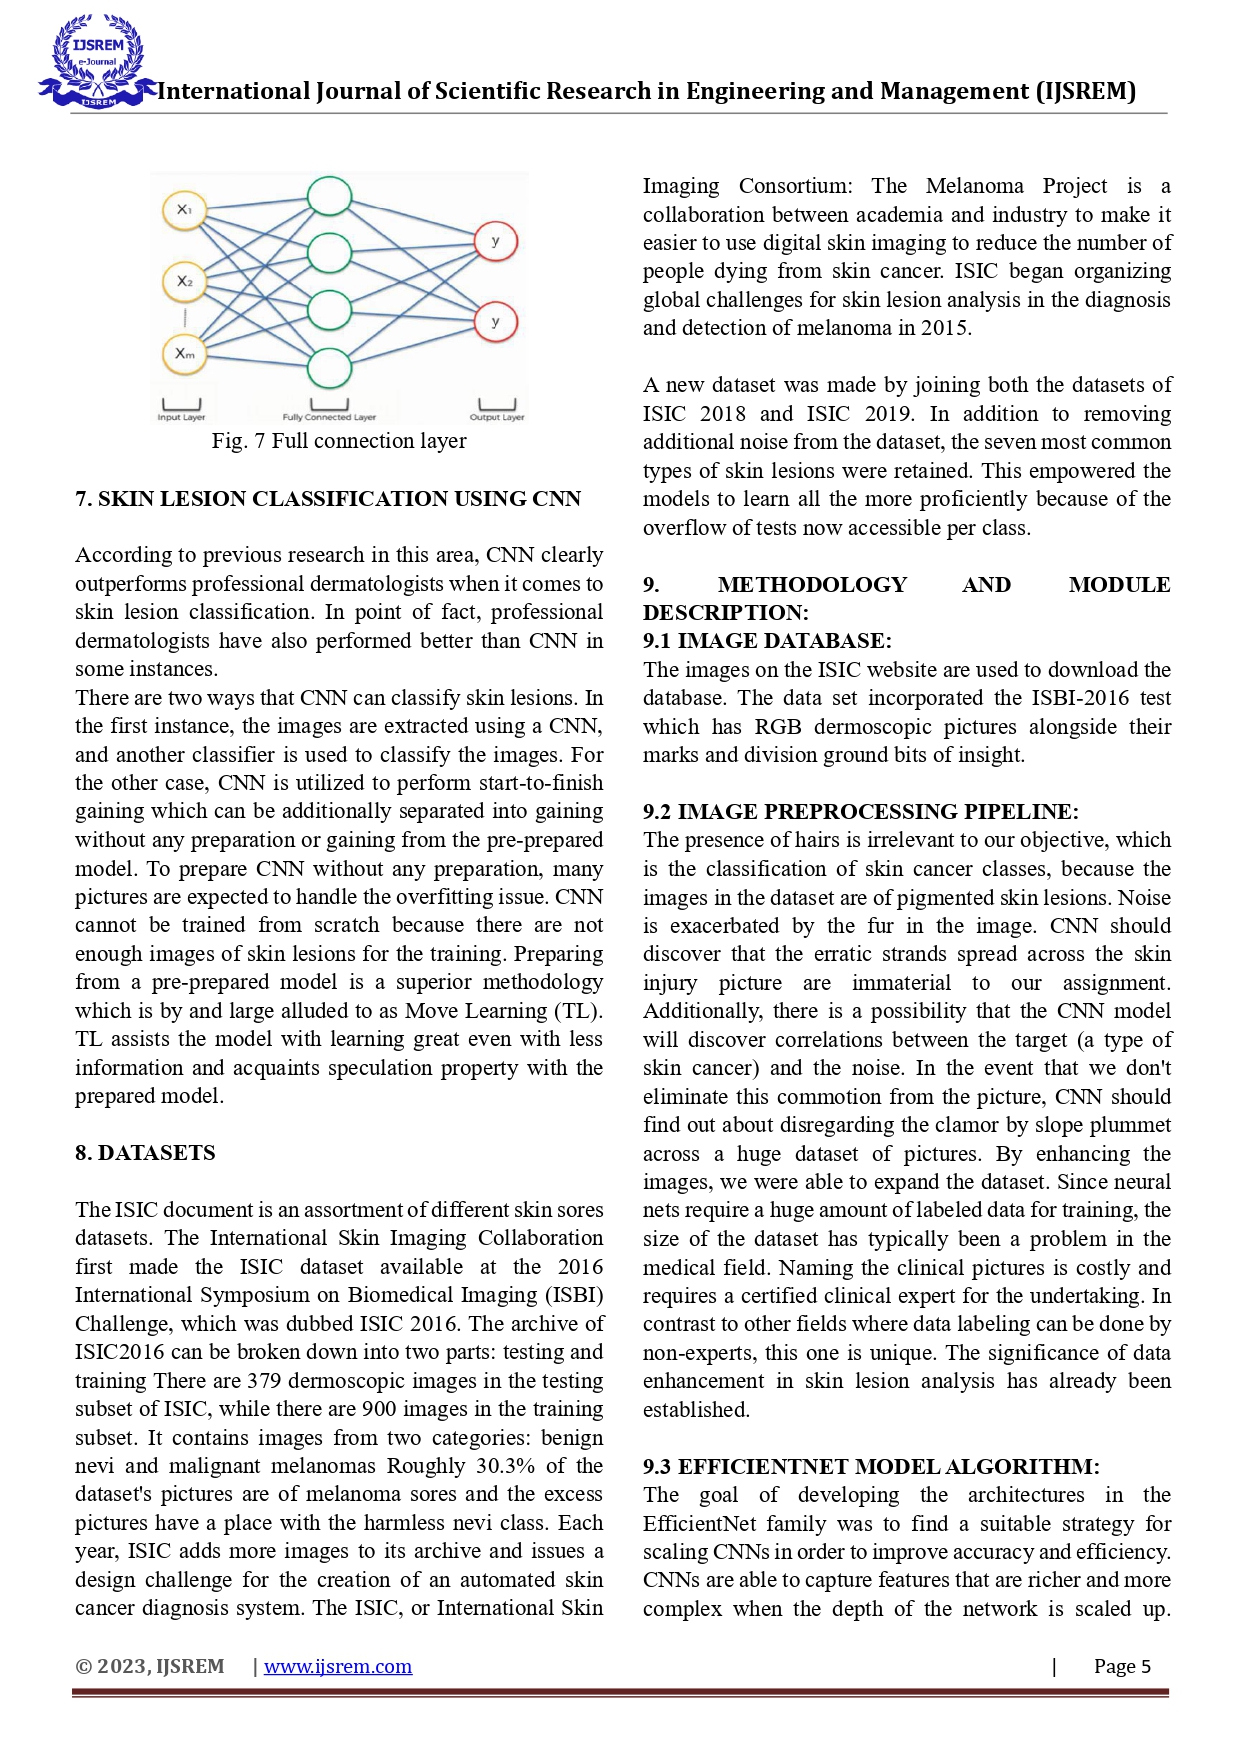 IJSREM
e-Journal
IJSREM
International Journal of Scientific Research in Engineering and Management (IJSREM)
X1
X2
Xm
y
y
Input Layer
Fully Connected Layer
Output Layer
Fig. 7 Full connection layer
7. SKIN LESION CLASSIFICATION USING CNN
According to previous research in this area, CNN clearly
outperforms professional dermatologists when it comes to
skin lesion classification. In point of fact, professional
dermatologists have also performed better than CNN in
some instances.
There are two ways that CNN can classify skin lesions. In
the first instance, the images are extracted using a CNN,
and another classifier is used to classify the images. For
the other case, CNN is utilized to perform start-to-finish
gaining which can be additionally separated into gaining
without any preparation or gaining from the pre-prepared
model. To prepare CNN without any preparation, many
pictures are expected to handle the overfitting issue. CNN
cannot be trained from scratch because there are not
enough images of skin lesions for the training. Preparing
from a pre-prepared model is a superior methodology
which is by and large alluded to as Move Learning (TL).
TL assists the model with learning great even with less
information and acquaints speculation property with the
prepared model.
8. DATASETS
The ISIC document is an assortment of different skin sores
datasets. The International Skin Imaging Collaboration
first made the ISIC dataset available at the 2016
International Symposium on Biomedical Imaging (ISBI)
Challenge, which was dubbed ISIC 2016. The archive of
ISIC2016 can be broken down into two parts: testing and
training There are 379 dermoscopic images in the testing
subset of ISIC, while there are 900 images in the training
subset. It contains images from two categories: benign
nevi and malignant melanomas Roughly 30.3% of the
dataset's pictures are of melanoma sores and the excess
pictures have a place with the harmless nevi class. Each
year, ISIC adds more images to its archive and issues a
design challenge for the creation of an automated skin
cancer diagnosis system. The ISIC, or International Skin
Imaging Consortium: The Melanoma Project is a
collaboration between academia and industry to make it
easier to use digital skin imaging to reduce the number of
people dying from skin cancer. ISIC began organizing
global challenges for skin lesion analysis in the diagnosis
and detection of melanoma in 2015.
A new dataset was made by joining both the datasets of
ISIC 2018 and ISIC 2019. In addition to removing
additional noise from the dataset, the seven most common
types of skin lesions were retained. This empowered the
models to learn all the more proficiently because of the
overflow of tests now accessible per class.
9. METHODOLOGY AND MODULE
DESCRIPTION:
9.1 IMAGE DATABASE:
The images on the ISIC website are used to download the
database. The data set incorporated the ISBI-2016 test
which has RGB dermoscopic pictures alongside their
marks and division ground bits of insight.
9.2 IMAGE PREPROCESSING PIPELINE:
The presence of hairs is irrelevant to our objective, which
is the classification of skin cancer classes, because the
images in the dataset are of pigmented skin lesions. Noise
is exacerbated by the fur in the image. CNN should
discover that the erratic strands spread across the skin
injury picture are immaterial to our assignment.
Additionally, there is a possibility that the CNN model
will discover correlations between the target (a type of
skin cancer) and the noise. In the event that we don't
eliminate this commotion from the picture, CNN should
find out about disregarding the clamor by slope plummet
across a huge dataset of pictures. By enhancing the
images, we were able to expand the dataset. Since neural
nets require a huge amount of labeled data for training, the
size of the dataset has typically been a problem in the
medical field. Naming the clinical pictures is costly and
requires a certified clinical expert for the undertaking. In
contrast to other fields where data labeling can be done by
non-experts, this one is unique. The significance of data
enhancement in skin lesion analysis has already been
established.
9.3 EFFICIENTNET MODEL ALGORITHM:
The goal of developing the architectures in the
EfficientNet family was to find a suitable strategy for
scaling CNNs in order to improve accuracy and efficiency.
CNNs are able to capture features that are richer and more
complex when the depth of the network is scaled up.
© 2023, IJSREM | www.ijsrem.com | Page 5